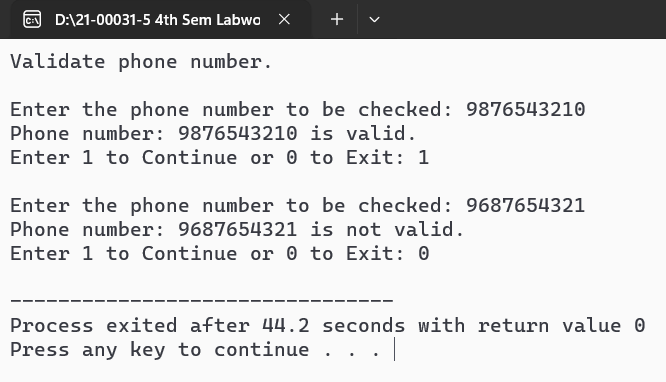 D:\21-00031-5 4th Sem Labwo
Validate phone number.
Enter the phone number to be checked: 9876543210
Phone number: 9876543210 is valid.
Enter 1 to Continue or 0 to Exit: 1
Enter the phone number to be checked: 9687654321
Phone number: 9687654321 is not valid.
Enter 1 to Continue or 0 to Exit: 0
--------------------------------
Process exited after 44.2 seconds with return value 0
Press any key to continue . . .